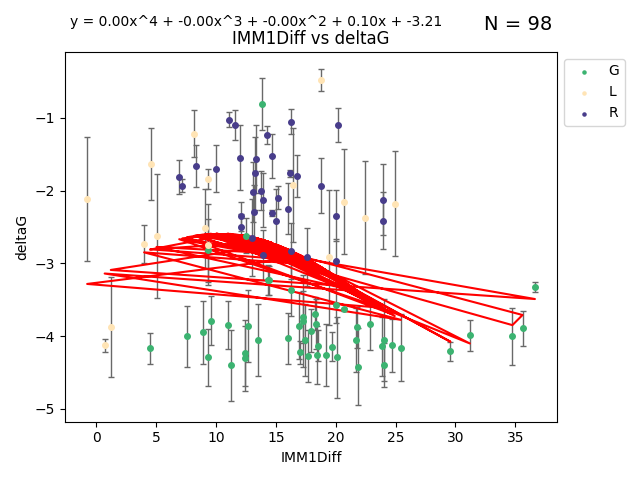 y = 0.00x^4 + -0.00x^3 + -0.00x^2 + 0.10x + -3.21
N = 98
IMM1Diff vs deltaG
G
L
R
−1
−2
−3
−4
−5
deltaG
0 5 10 15 20 25 30 35
IMM1Diff